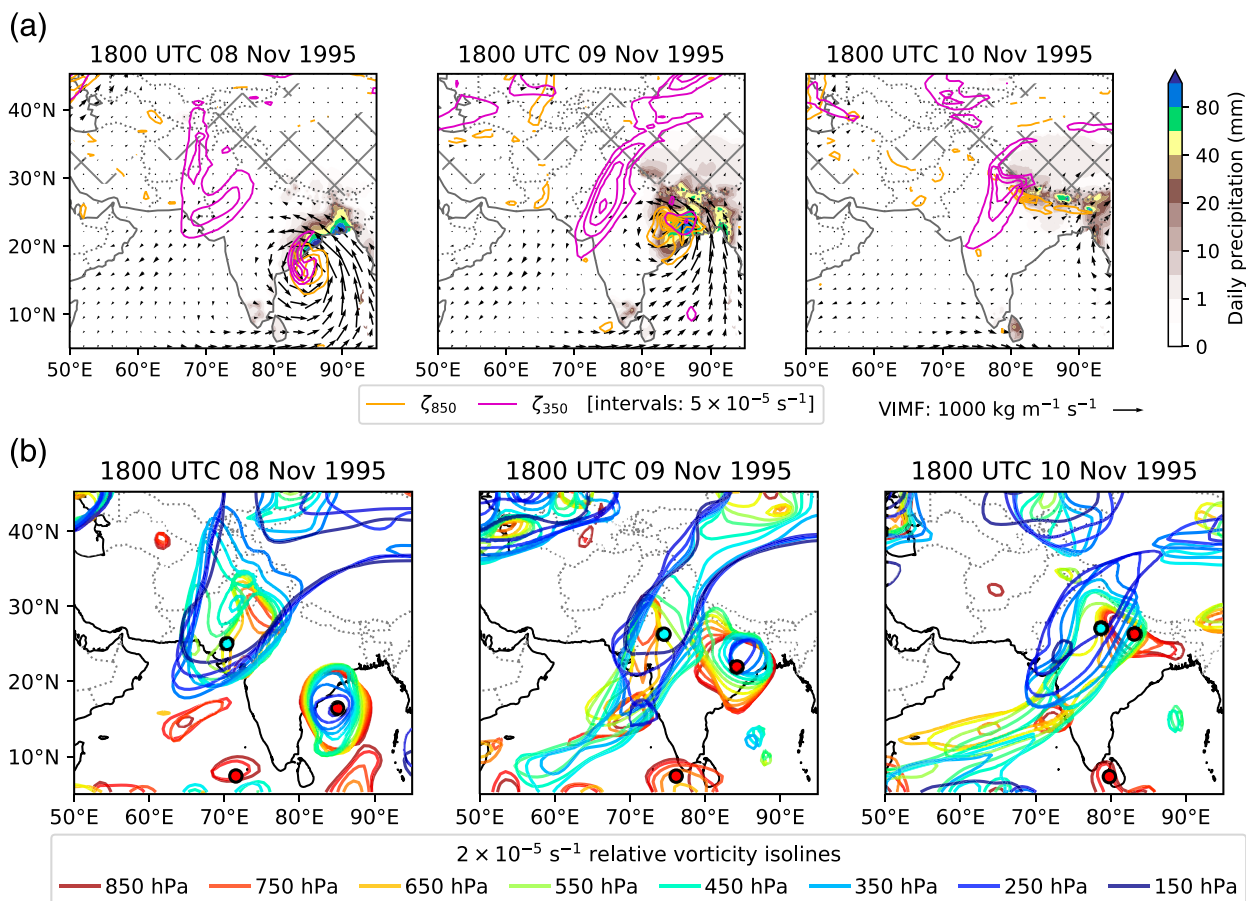 (a)
1800 UTC 08 Nov 1995
1800 UTC 09 Nov 1995
1800 UTC 10 Nov 1995
40°N
30°N
20°N
10°N
50°E 60°E 70°E 80°E 90°E
50°E 60°E 70°E 80°E 90°E
50°E 60°E 70°E 80°E 90°E
80
40
20
10
1
0
Daily precipitation (mm)
ζ850 ζ350 [intervals: 5 × 10⁻⁵ s⁻¹]
VIMF: 1000 kg m⁻¹ s⁻¹
(b)
1800 UTC 08 Nov 1995
1800 UTC 09 Nov 1995
1800 UTC 10 Nov 1995
40°N
30°N
20°N
10°N
50°E 60°E 70°E 80°E 90°E
50°E 60°E 70°E 80°E 90°E
50°E 60°E 70°E 80°E 90°E
2 × 10⁻⁵ s⁻¹ relative vorticity isolines
850 hPa 750 hPa 650 hPa 550 hPa 450 hPa 350 hPa 250 hPa 150 hPa